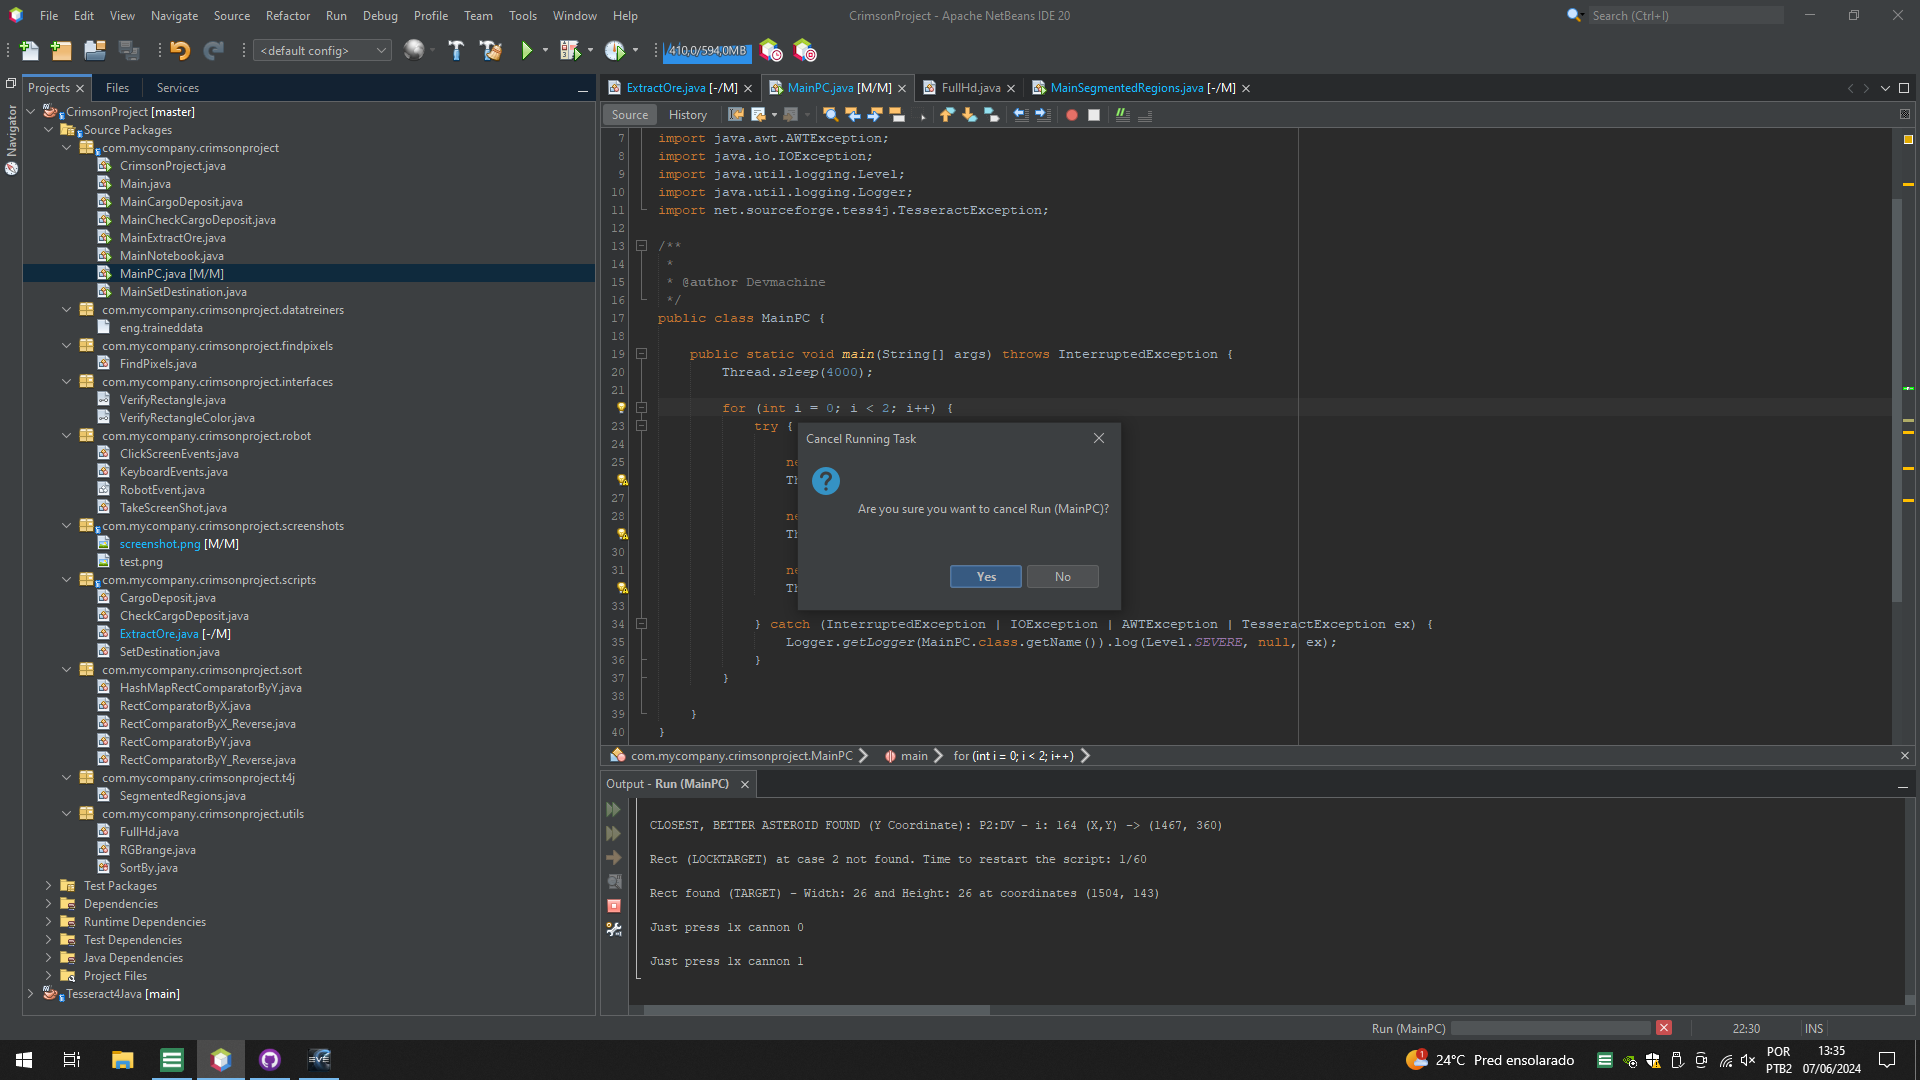 File Edit View Navigate Source Refactor Run Debug Profile Team Tools Window Help
CrimsonProject - Apache NetBeans IDE 20
Search (Ctrl+I)
<default config>
410,0/594,0MB
Projects Files Services
Navigator
CrimsonProject [master]
Source Packages
com.mycompany.crimsonproject
CrimsonProject.java
Main.java
MainCargoDeposit.java
MainCheckCargoDeposit.java
MainExtractOre.java
MainNotebook.java
MainPC.java [M/M]
MainSetDestination.java
com.mycompany.crimsonproject.datatreiners
eng.traineddata
com.mycompany.crimsonproject.findpixels
FindPixels.java
com.mycompany.crimsonproject.interfaces
VerifyRectangle.java
VerifyRectangleColor.java
com.mycompany.crimsonproject.robot
ClickScreenEvents.java
KeyboardEvents.java
RobotEvent.java
TakeScreenShot.java
com.mycompany.crimsonproject.screenshots
screenshot.png [M/M]
test.png
com.mycompany.crimsonproject.scripts
CargoDeposit.java
CheckCargoDeposit.java
ExtractOre.java [-/M]
SetDestination.java
com.mycompany.crimsonproject.sort
HashMapRectComparatorByY.java
RectComparatorByX.java
RectComparatorByX_Reverse.java
RectComparatorByY.java
RectComparatorByY_Reverse.java
com.mycompany.crimsonproject.t4j
SegmentedRegions.java
com.mycompany.crimsonproject.utils
FullHd.java
RGBrange.java
SortBy.java
Test Packages
Dependencies
Runtime Dependencies
Test Dependencies
Java Dependencies
Project Files
Tesseract4Java [main]
ExtractOre.java [-/M] MainPC.java [M/M] FullHd.java MainSegmentedRegions.java [-/M]
Source History
7 import java.awt.AWTException;
8 import java.io.IOException;
9 import java.util.logging.Level;
10 import java.util.logging.Logger;
11 import net.sourceforge.tess4j.TesseractException;
12
13 /**
14 *
15 * @author Devmachine
16 */
17 public class MainPC {
18
19 public static void main(String[] args) throws InterruptedException {
20 Thread.sleep(4000);
21
for (int i = 0; i < 2; i++) {
23 try {
24
25 ne
Th
27
28 ne
Th
30
31 ne
Th
33
34 } catch (InterruptedException | IOException | AWTException | TesseractException ex) {
35 Logger.getLogger(MainPC.class.getName()).log(Level.SEVERE, null, ex);
36 }
37 }
38
39 }
40 }
Cancel Running Task
Are you sure you want to cancel Run (MainPC)?
Yes No
com.mycompany.crimsonproject.MainPC main for (int i = 0; i < 2; i++)
Output - Run (MainPC)
CLOSEST, BETTER ASTEROID FOUND (Y Coordinate): P2:DV - i: 164 (X,Y) -> (1467, 360)
Rect (LOCKTARGET) at case 2 not found. Time to restart the script: 1/60
Rect found (TARGET) - Width: 26 and Height: 26 at coordinates (1504, 143)
Just press 1x cannon 0
Just press 1x cannon 1
Run (MainPC) 22:30 INS
1 24°C Pred ensolarado
POR
PTB2
13:35
07/06/2024